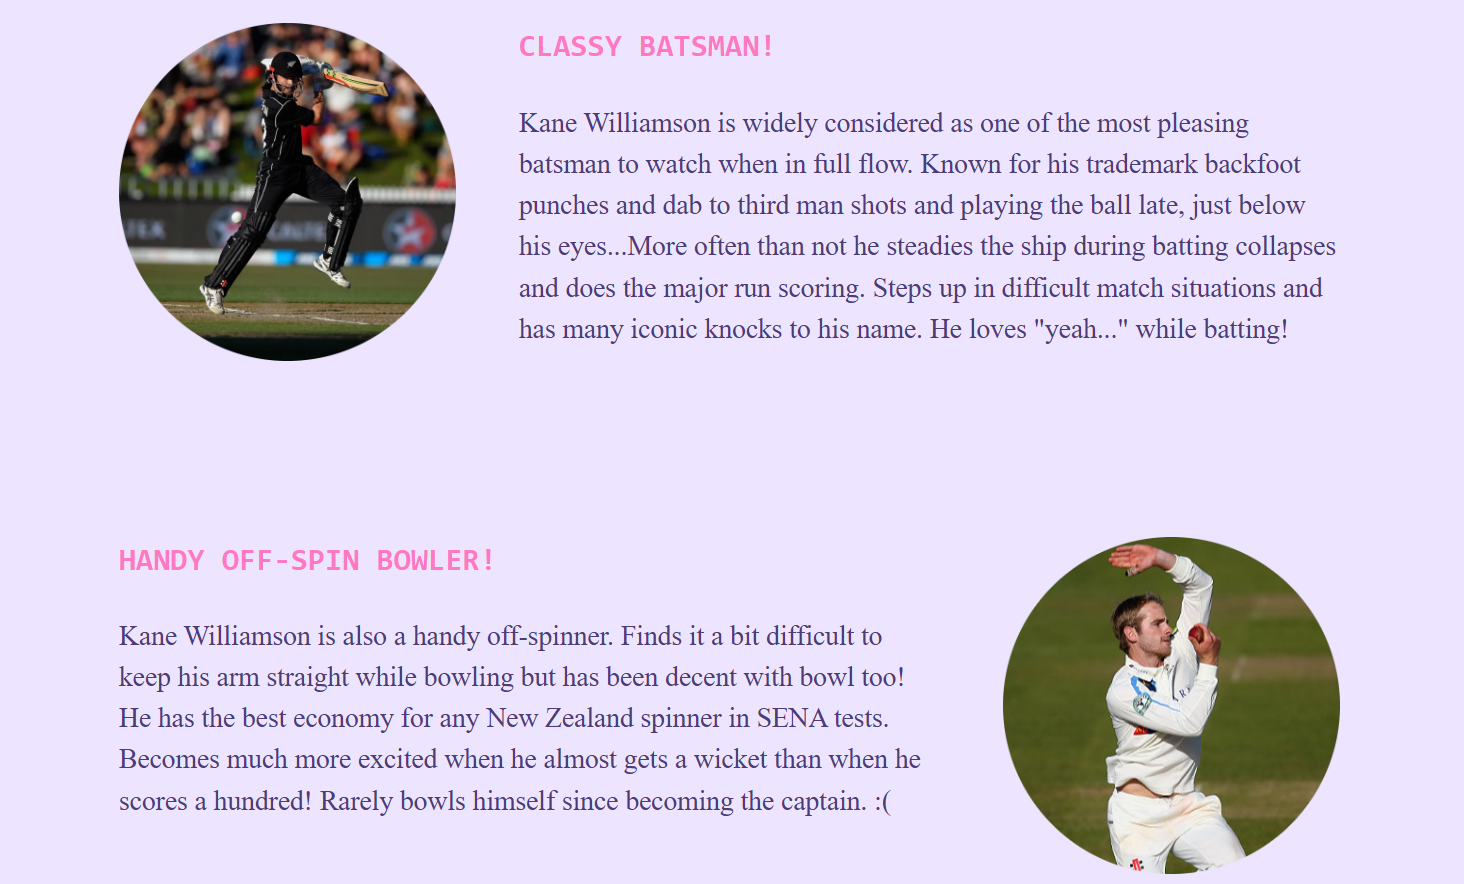 CLASSY BATSMAN!
Kane Williamson is widely considered as one of the most pleasing
batsman to watch when in full flow. Known for his trademark backfoot
punches and dab to third man shots and playing the ball late, just below
his eyes...More often than not he steadies the ship during batting collapses
and does the major run scoring. Steps up in difficult match situations and
has many iconic knocks to his name. He loves "yeah..." while batting!
HANDY OFF-SPIN BOWLER!
Kane Williamson is also a handy off-spinner. Finds it a bit difficult to
keep his arm straight while bowling but has been decent with bowl too!
He has the best economy for any New Zealand spinner in SENA tests.
Becomes much more excited when he almost gets a wicket than when he
scores a hundred! Rarely bowls himself since becoming the captain. :(